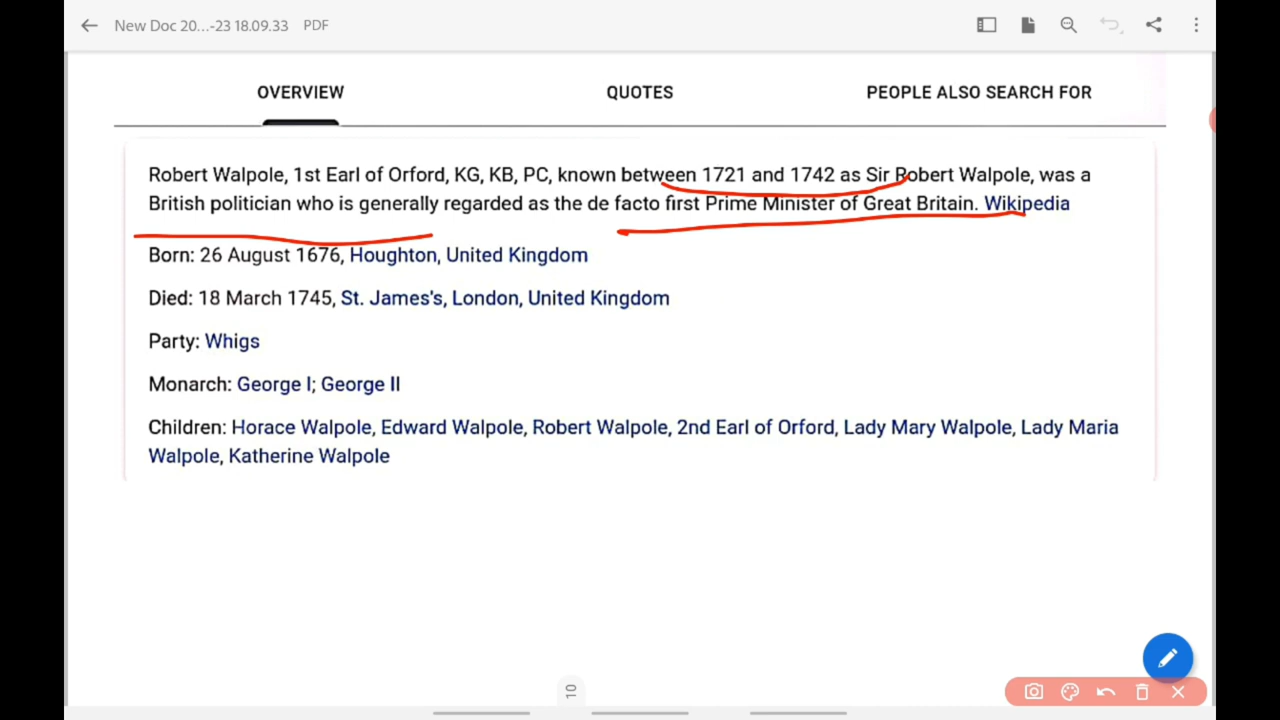 New Doc 20...-23 18.09.33 PDF
OVERVIEW QUOTES PEOPLE ALSO SEARCH FOR
Robert Walpole, 1st Earl of Orford, KG, KB, PC, known between 1721 and 1742 as Sir Robert Walpole, was a
British politician who is generally regarded as the de facto first Prime Minister of Great Britain. Wikipedia
Born: 26 August 1676, Houghton, United Kingdom
Died: 18 March 1745, St. James's, London, United Kingdom
Party: Whigs
Monarch: George I; George II
Children: Horace Walpole, Edward Walpole, Robert Walpole, 2nd Earl of Orford, Lady Mary Walpole, Lady Maria
Walpole, Katherine Walpole
10